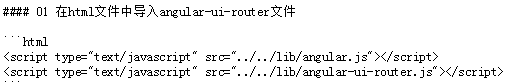 #### 01 在html文件中导入angular-ui-router文件
```html
<script type="text/javascript" src="../../lib/angular.js"></script>
<script type="text/javascript" src="../../lib/angular-ui-router.js"></script>